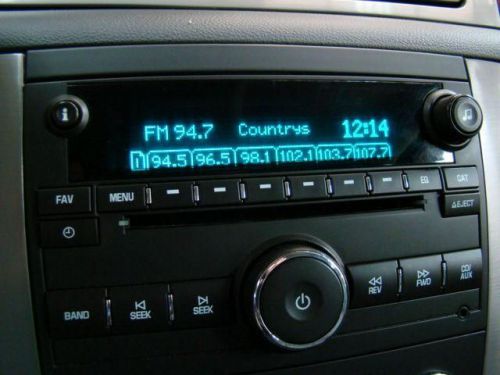 FM 94.7 Countrys 12:14
1 94.5 96.5 98.1 102.1 103.7 107.7
FAV MENU EQ CAT
EJECT
BAND SEEK SEEK REV FWD CD/AUX